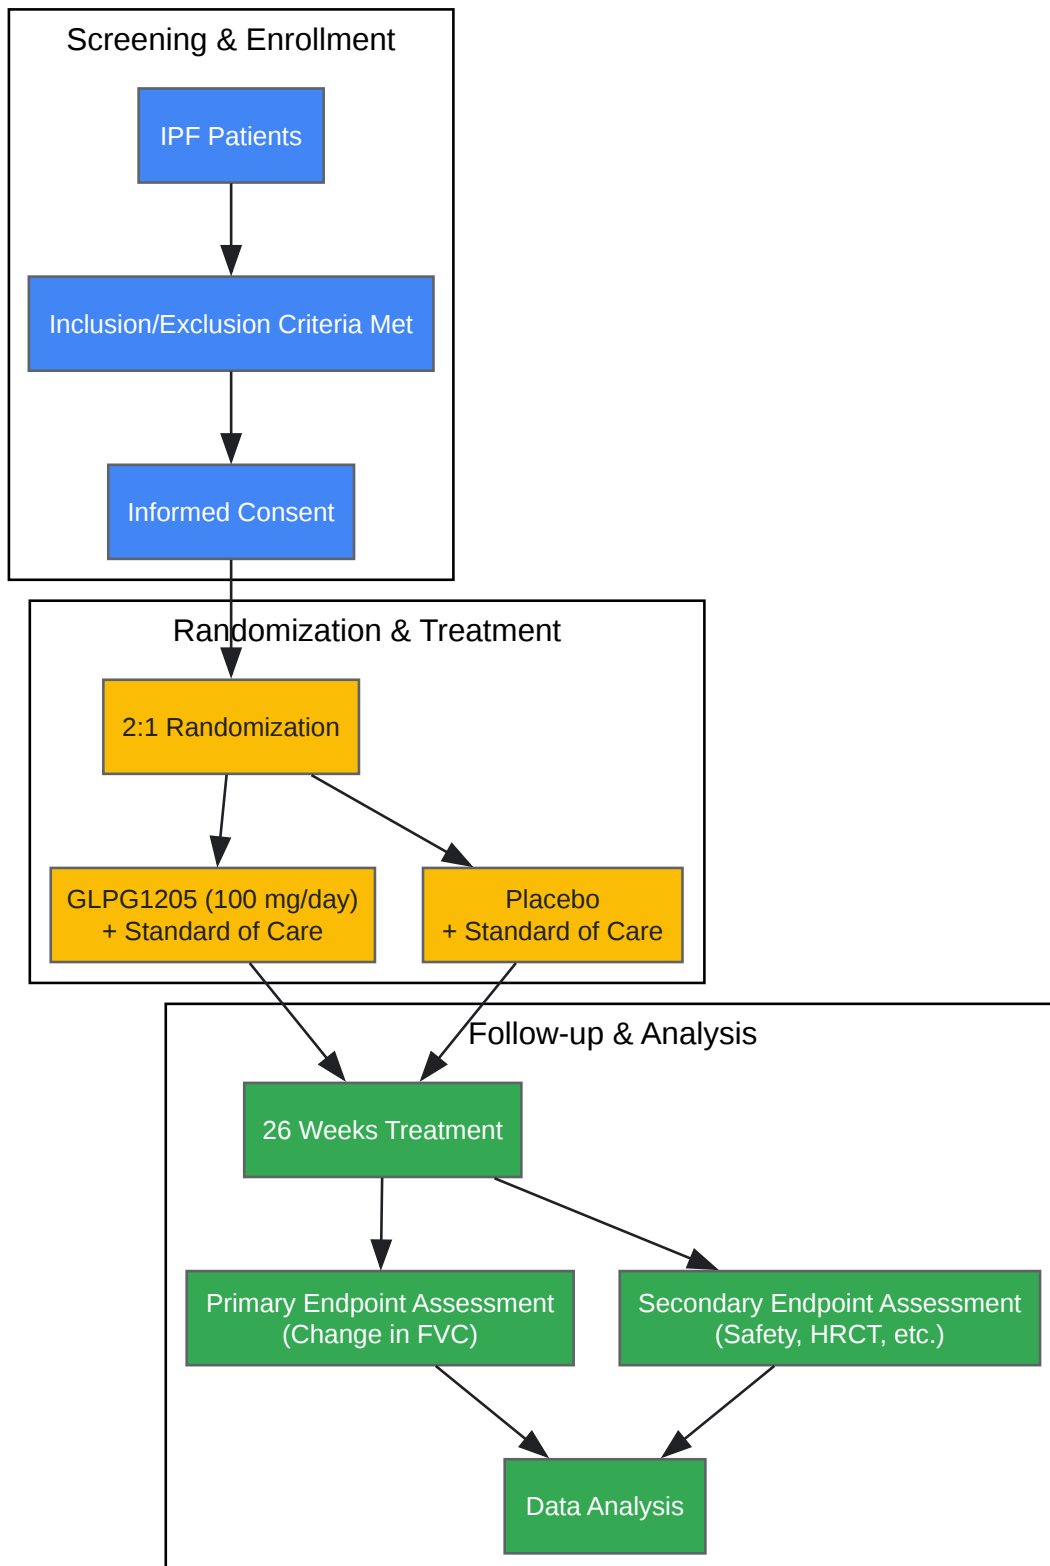 Screening & Enrollment
IPF Patients
Inclusion/Exclusion Criteria Met
Informed Consent
Randomization & Treatment
2:1 Randomization
GLPG1205 (100 mg/day)
+ Standard of Care
Placebo
+ Standard of Care
Follow-up & Analysis
26 Weeks Treatment
Primary Endpoint Assessment
(Change in FVC)
Secondary Endpoint Assessment
(Safety, HRCT, etc.)
Data Analysis